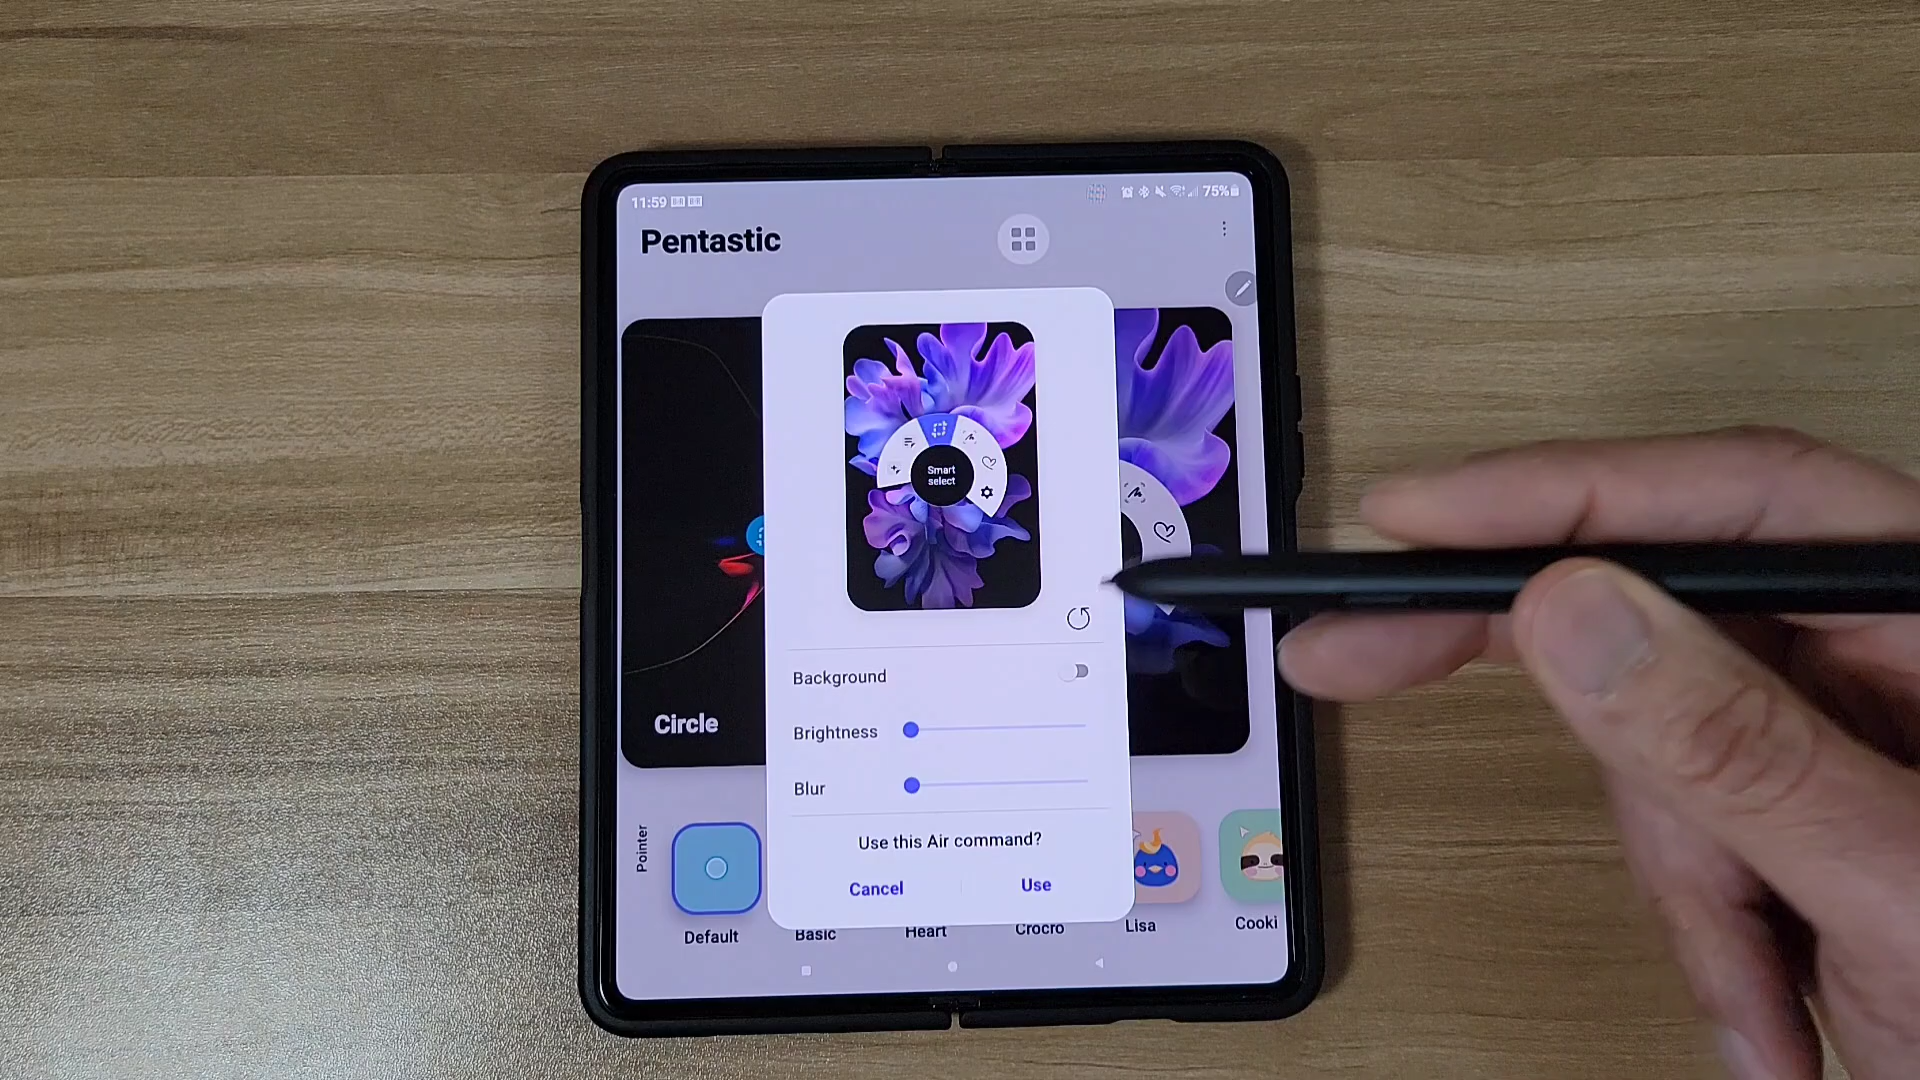 11:59
75%
Pentastic
Smart
select
Circle
Background
Brightness
Blur
Use this Air command?
Cancel
Use
Pointer
Default
Basic
Heart
Crocro
Lisa
Cooki